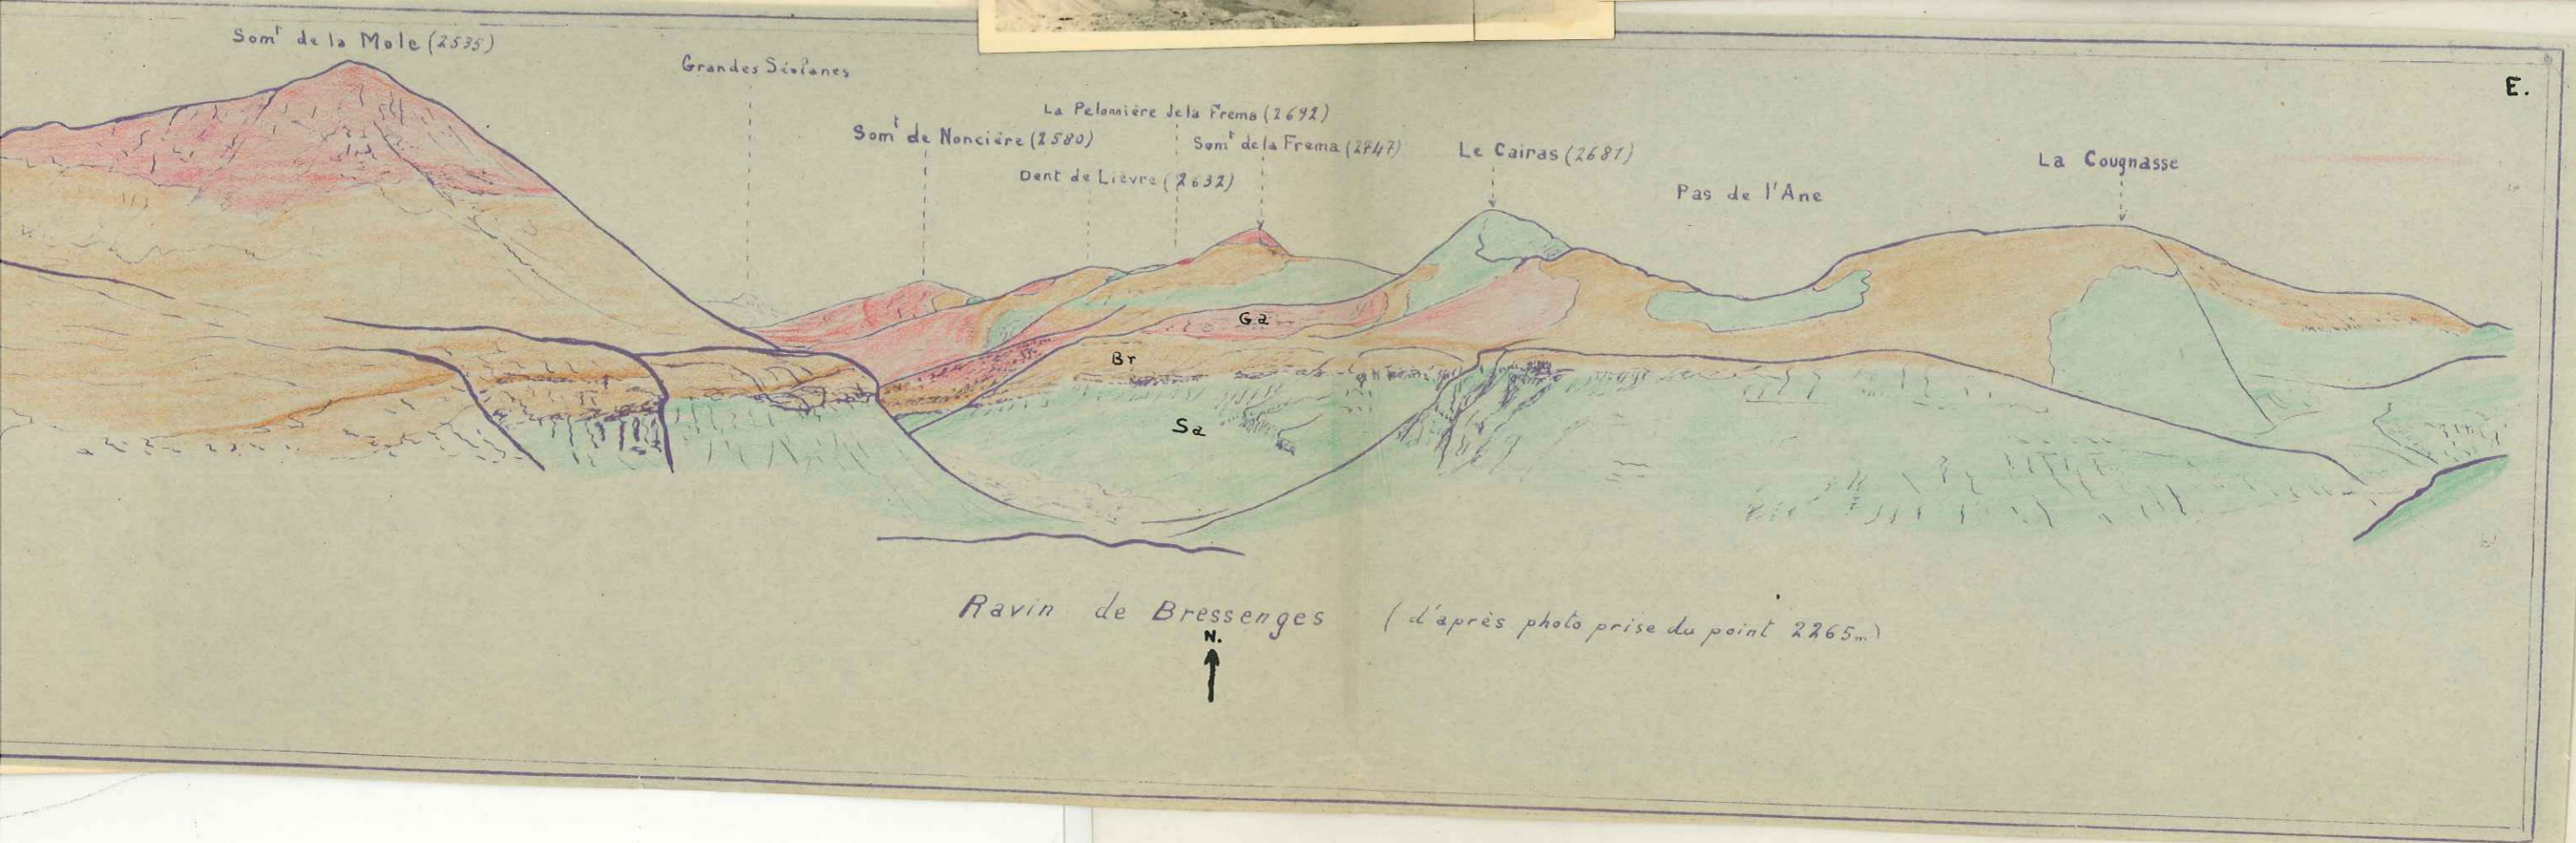 Somt de la Mole (2535)
Grandes Séolanes
E.
La Pelonnière de la Frema (2692)
Somt de Noncière (2580)
Somt de la Frema (2747)
Le Cairas (2681)
La Cougnasse
Dent de Lièvre (2632)
Pas de l'Ane
Ga
Br
Sa
Ravin de Bressenges (d'après photo prise du point 2265m)
N.